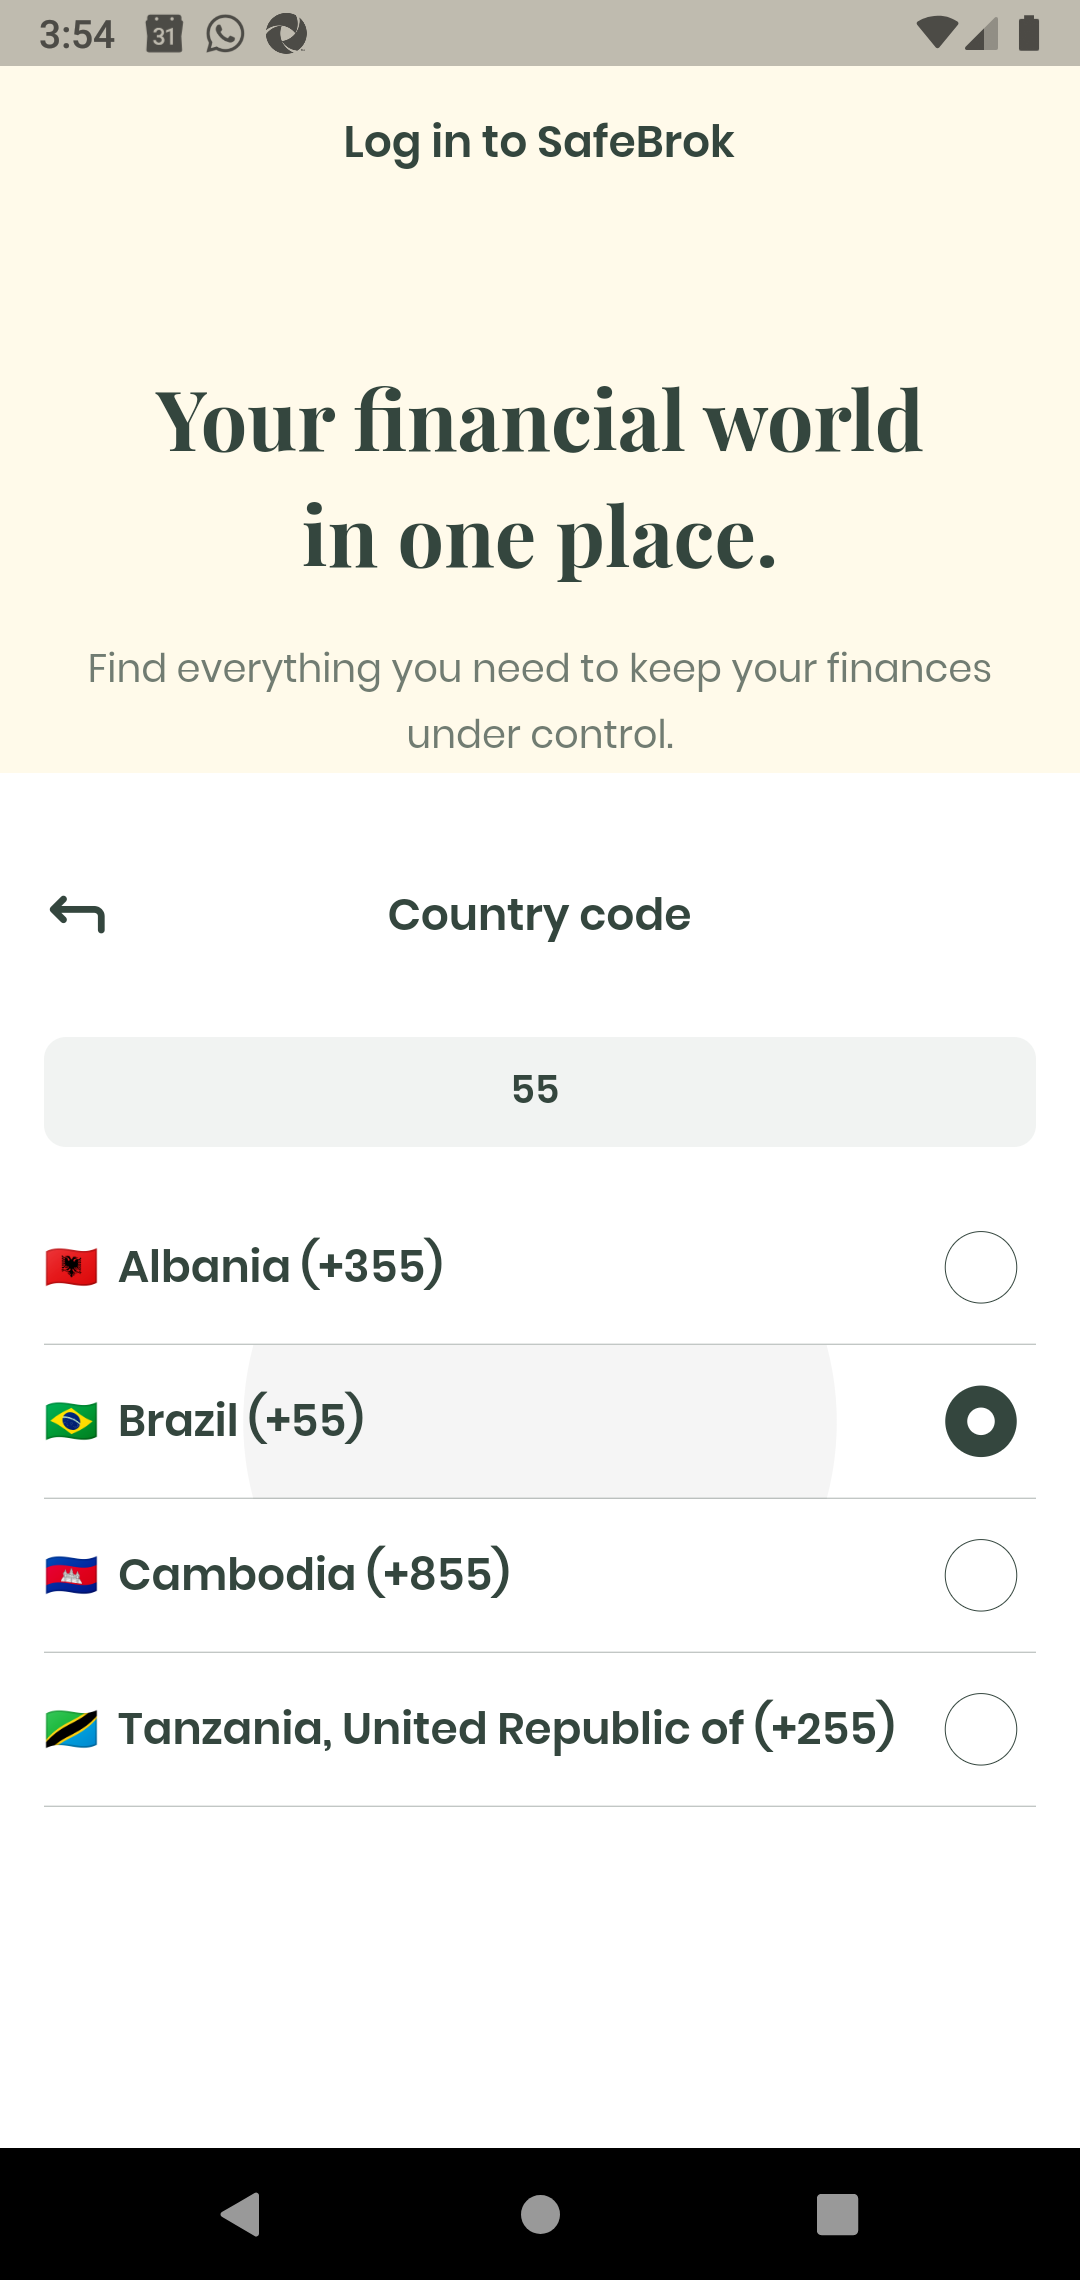 3:54
31
Log in to SafeBrok
Your financial world
in one place.
Find everything you need to keep your finances
under control.
Country code
55
Albania (+355)
Brazil (+55)
Cambodia (+855)
Tanzania, United Republic of (+255)